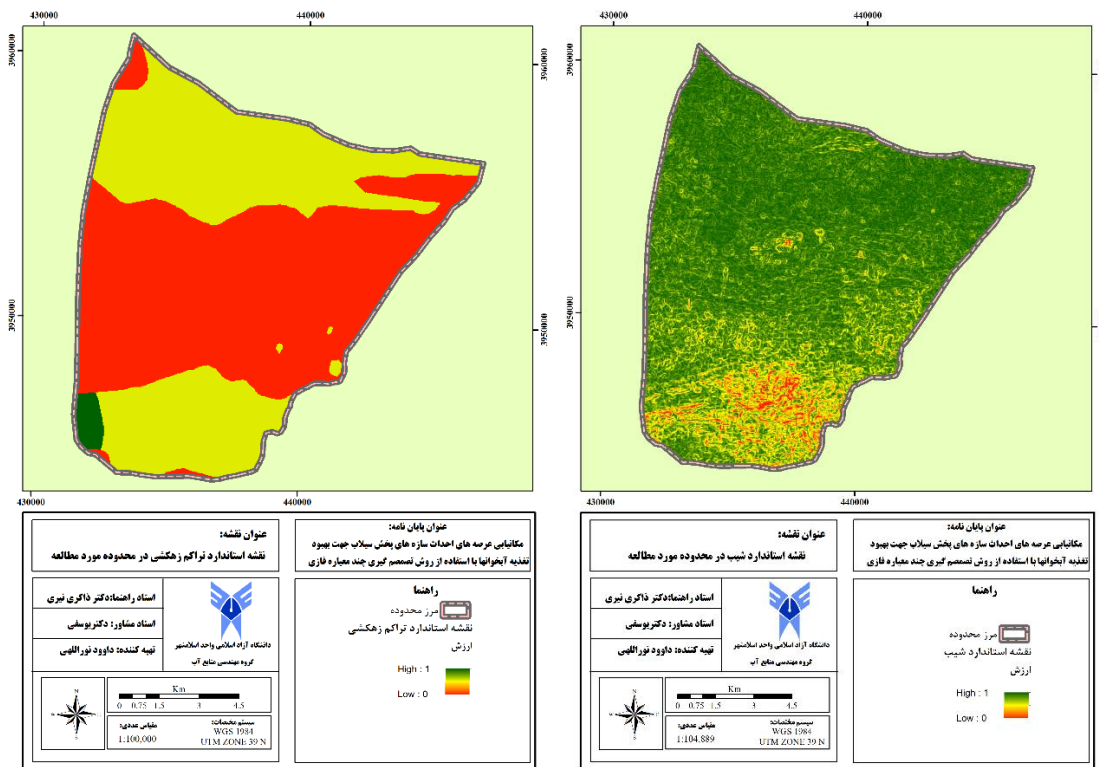 430000
440000
3960000
3960000
3950000
3950000
430000
440000
عنوان نقشه:
نقشه استاندارد تراکم زهکشی در محدوده مورد مطالعه
استاد راهنما:دکتر ذاکری نیری
استاد مشاور: دکتریوسفی
تهیه کننده: داوود نوراللهی
دانشگاه آزاد اسلامی واحد اسلامشهر
گروه مهندسی منابع آب
N
Km
0 0.75 1.5 3 4.5
مقیاس عددی:
1:100,000
سیستم مختصات:
WGS 1984
UTM ZONE 39 N
عنوان پایان نامه:
مکانیابی عرصه های احداث سازه های پخش سیلاب جهت بهبود
تغذیه آبخوانها با استفاده از روش تصمصم گیری چند معیاره فازی
راهنما
مرز محدوده
نقشه استاندارد تراکم زهکشی
ارزش
High : 1
Low : 0
430000
440000
3960000
3950000
430000
440000
عنوان نقشه:
نقشه استاندارد شیب در محدوده مورد مطالعه
استاد راهنما:دکتر ذاکری نیری
استاد مشاور: دکتریوسفی
تهیه کننده: داوود نوراللهی
دانشگاه آزاد اسلامی واحد اسلامشهر
گروه مهندسی منابع آب
N
Km
0 0.75 1.5 3 4.5
مقیاس عددی:
1:104,889
سیستم مختصات:
WGS 1984
UTM ZONE 39 N
عنوان پایان نامه:
مکانیابی عرصه های احداث سازه های پخش سیلاب جهت بهبود
تغذیه آبخوانها با استفاده از روش تصمصم گیری چند معیاره فازی
راهنما
مرز محدوده
نقشه استاندارد شیب
ارزش
High : 1
Low : 0